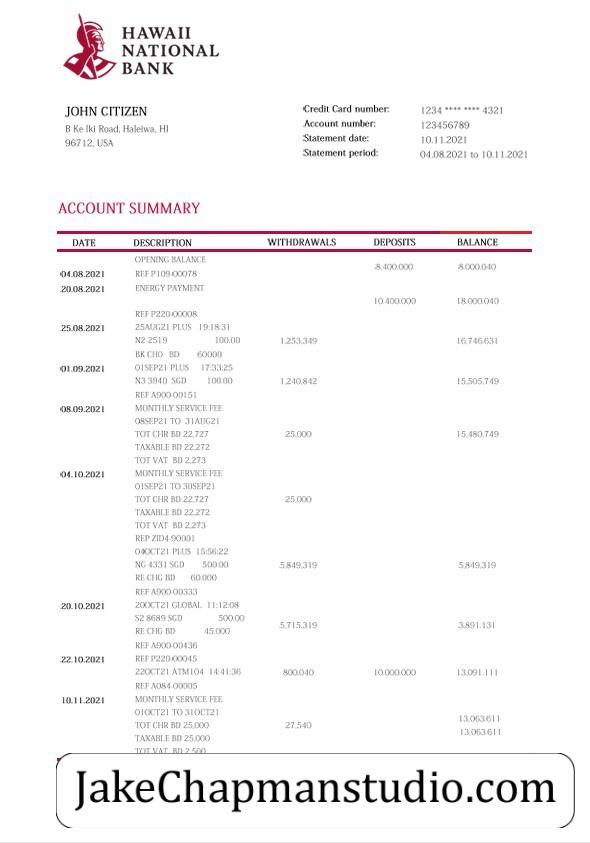 HAWAII
NATIONAL
BANK
JOHN CITIZEN
8 Ke Iki Road, Haleiwa, HI
96712, USA
Credit Card number: 1234 **** **** 4321
Account number: 123456789
Statement date: 10.11.2021
Statement period: 04.08.2021 to 10.11.2021
ACCOUNT SUMMARY
DATE DESCRIPTION WITHDRAWALS DEPOSITS BALANCE
OPENING BALANCE
8,400.000 8.000.040
04.08.2021 REF P109-00078
20.08.2021 ENERGY PAYMENT
10.400.000 18.000.040
REF P220-00008
25.08.2021 25AUG21 PLUS 19:18:31
N2 2519 100.00 1,253,349 16,746.631
BK CHO BD 60000
01.09.2021 01SEP21 PLUS 17:33:25
N3 3940 SGD 100.00 1,240,842 15,505,749
REF A900-00151
08.09.2021 MONTHLY SERVICE FEE
08SEP21 TO 31AUG21
TOT CHR BD 22,727 25,000 15,480,749
TAXABLE BD 22,272
TOT VAT BD 2,273
04.10.2021 MONTHLY SERVICE FEE
01SEP21 TO 30SEP21
TOT CHR BD 22,727 25,000
TAXABLE BD 22,272
TOT VAT BD 2,273
REP ZID4-90001
04OCT21 PLUS 15:56:22
NG 4331 SGD 500.00 5,849,319 5,849,319
RE CHG BD 60.000
REF A900-00333
20.10.2021 20OCT21 GLOBAL 11:12:08
S2 8689 SGD 500.00
5,715,319 3,891.131
RE CHG BD 45.000
REF A900-00436
22.10.2021 REF P220-00045
22OCT21 ATM104 14:41:36 800.040 10.000.000 13,091.111
REF A084-00005
10.11.2021 MONTHLY SERVICE FEE
01OCT21 TO 31OCT21
13,063.611
TOT CHR BD 25,000 27,540
13,063.611
TAXABLE BD 25,000
TOT VAT BD 2,500
JakeChapmanstudio.com